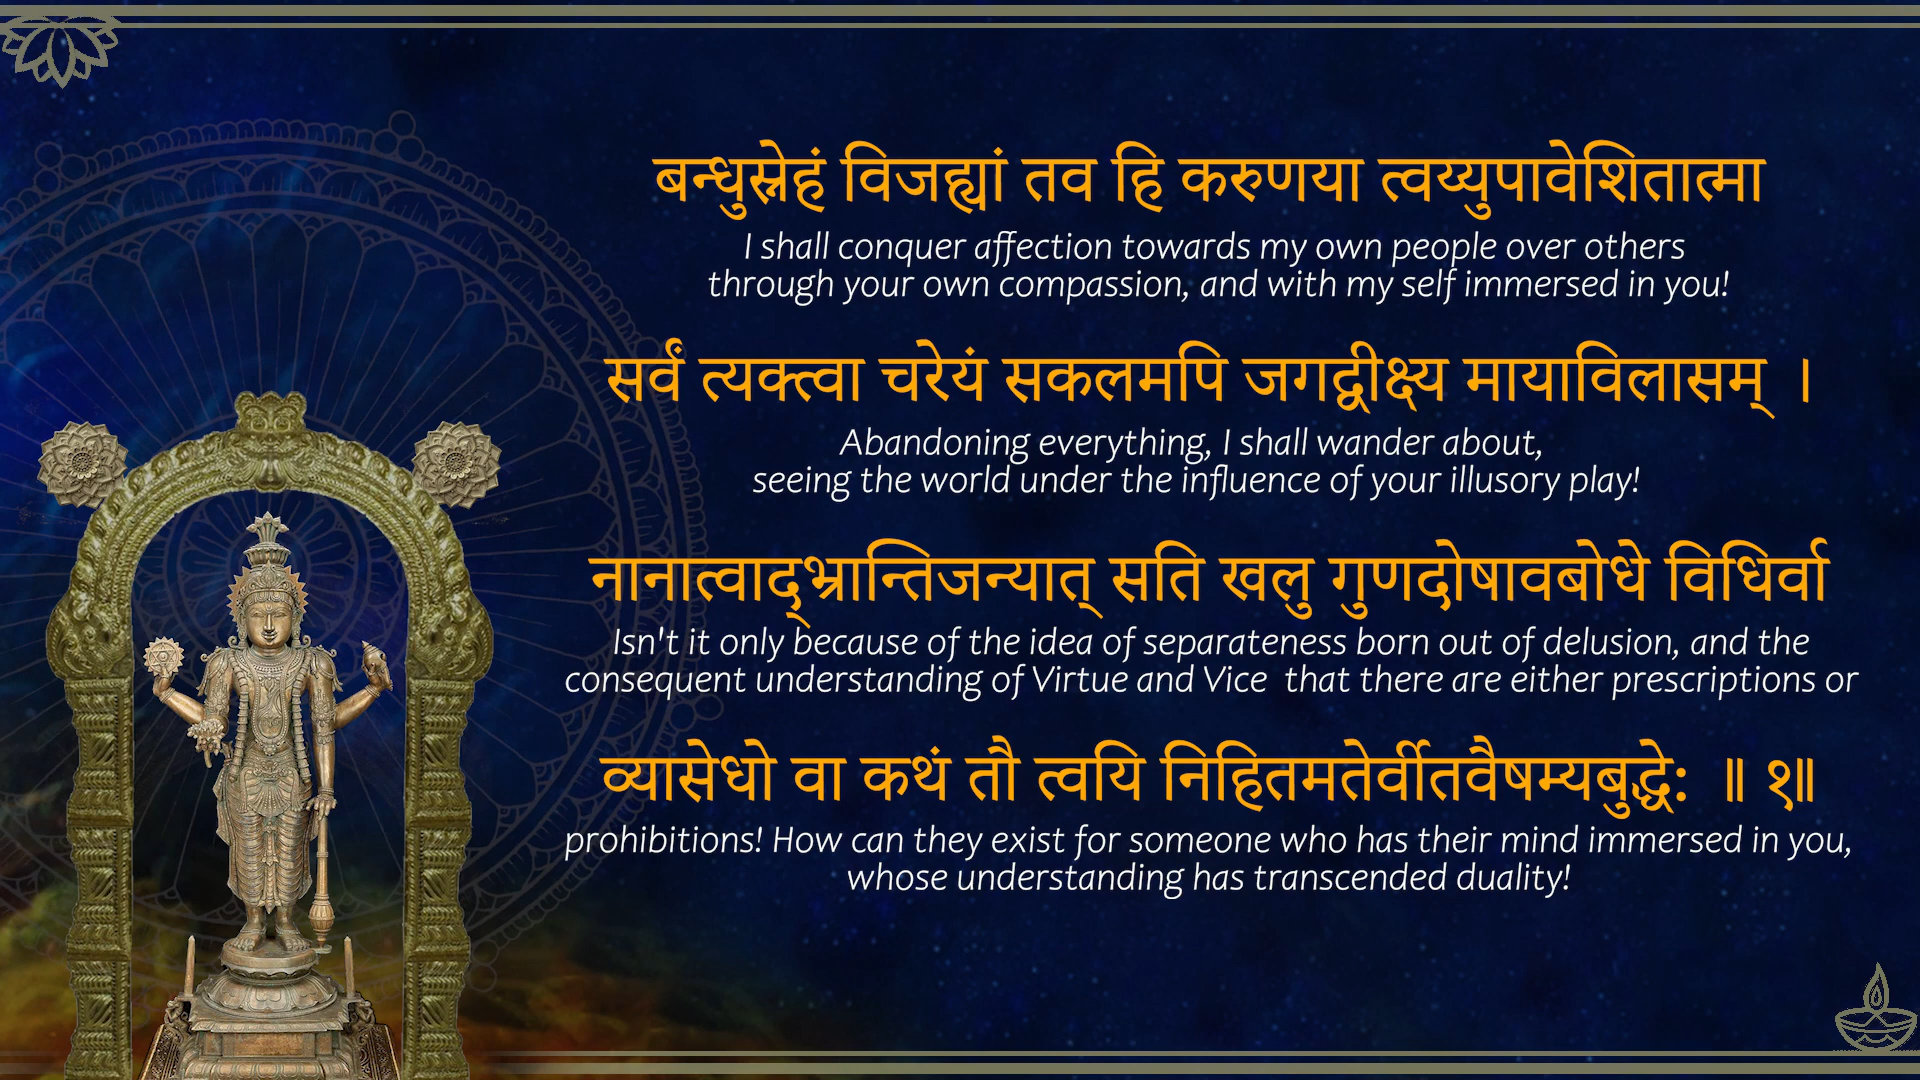 बन्धुस्नेहं विजह्यां तव हि करुणया त्वय्युपावेशितात्मा
I shall conquer affection towards my own people over others
through your own compassion, and with my self immersed in you!
सर्वं त्यक्त्वा चरेयं सकलमपि जगद्वीक्ष्य मायाविलासम् ।
Abandoning everything, I shall wander about,
seeing the world under the influence of your illusory play!
नानात्वाद्‌भ्रान्तिजन्यात् सति खलु गुणदोषावबोधे विधिर्वा
Isn't it only because of the idea of separateness born out of delusion, and the
consequent understanding of Virtue and Vice that there are either prescriptions or
व्यासेधो वा कथं तौ त्वयि निहितमतेर्वीतवैषम्यबुद्धेः ॥ १॥
prohibitions! How can they exist for someone who has their mind immersed in you,
whose understanding has transcended duality!